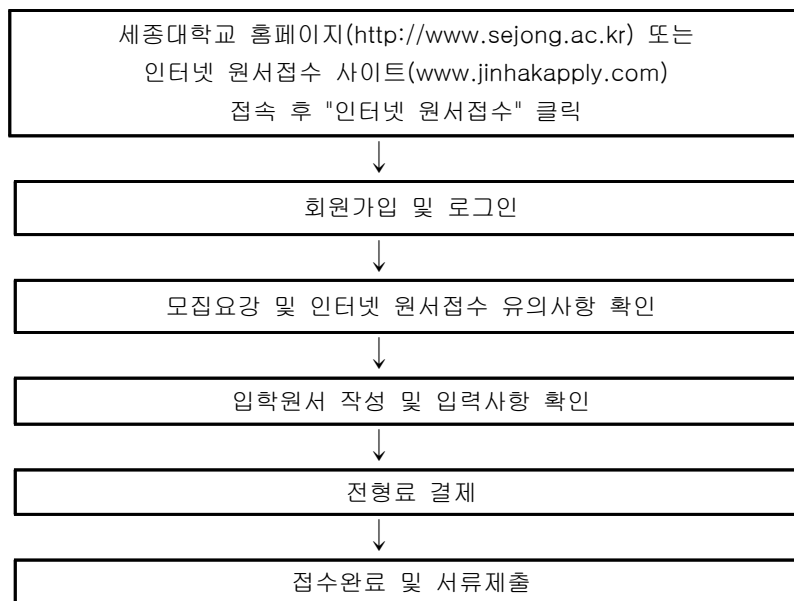 세종대학교 홈페이지(http://www.sejong.ac.kr) 또는
인터넷 원서접수 사이트(www.jinhakapply.com)
접속 후 "인터넷 원서접수" 클릭
↓
회원가입 및 로그인
↓
모집요강 및 인터넷 원서접수 유의사항 확인
↓
입학원서 작성 및 입력사항 확인
↓
전형료 결제
↓
접수완료 및 서류제출